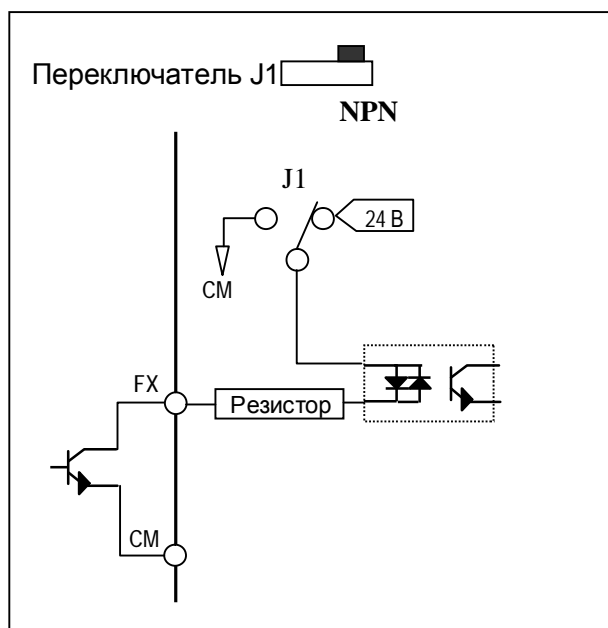 Переключатель J1
NPN
J1
24 В
CM
FX
Резистор
CM